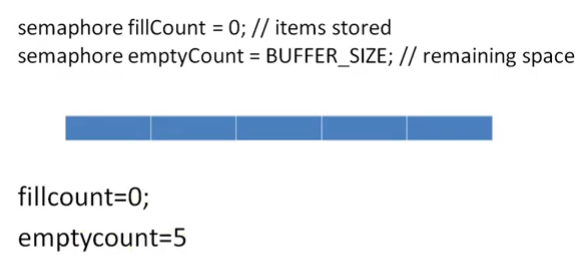 semaphore fillCount = 0; // items stored
semaphore emptyCount = BUFFER_SIZE; // remaining space
fillcount=0;
emptycount=5